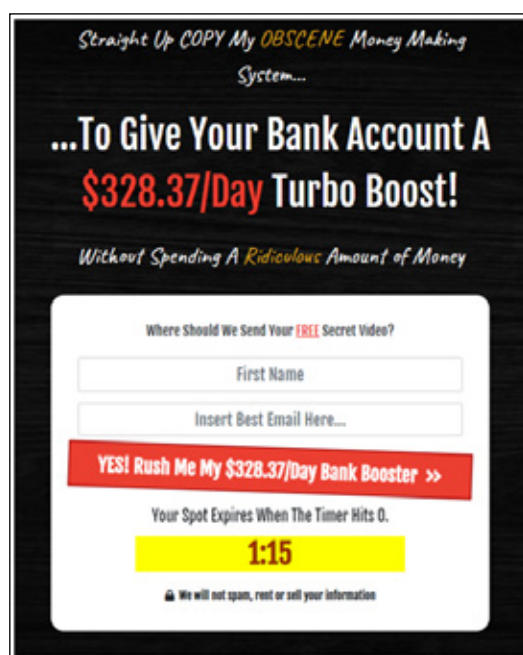 Straight Up COPY My OBSCENE Money Making
System...
...To Give Your Bank Account A
$328.37/Day Turbo Boost!
Without Spending A Ridiculous Amount of Money
Where Should We Send Your FREE Secret Video?
First Name
Insert Best Email Here...
YES! Rush Me My $328.37/Day Bank Booster »
Your Spot Expires When The Timer Hits 0.
1:15
We will not spam, rent or sell your information